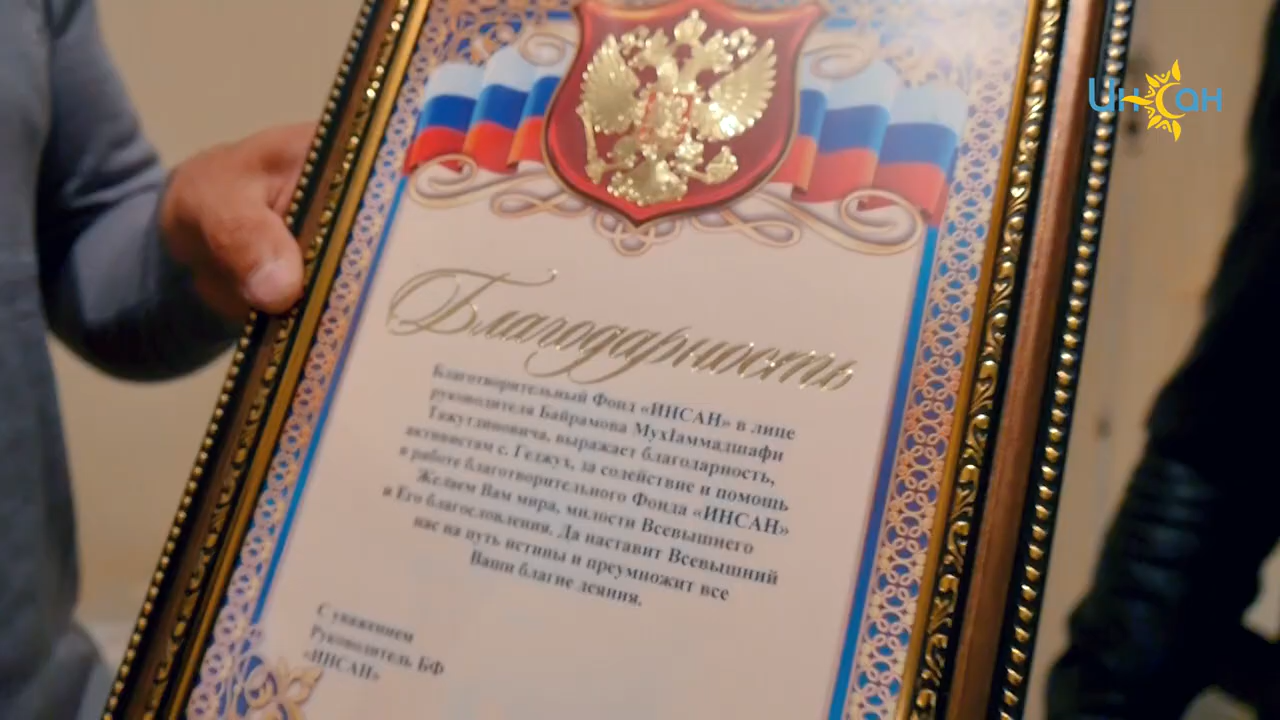 Инсан
Благодарность
Благотворительный Фонд «ИНСАН» в лице
руководителя Байрамова МухIаммадшафи
Тажутдиновича, выражает благодарность,
активистам с. Геджух, за содействие и помощь
в работе благотворительного Фонда «ИНСАН»
Желаем Вам мира, милости Всевышнего
и Его благословления. Да наставит Всевышний
нас на путь истины и преумножит все
Ваши благие деяния.
С уважением
Руководитель БФ
«ИНСАН»